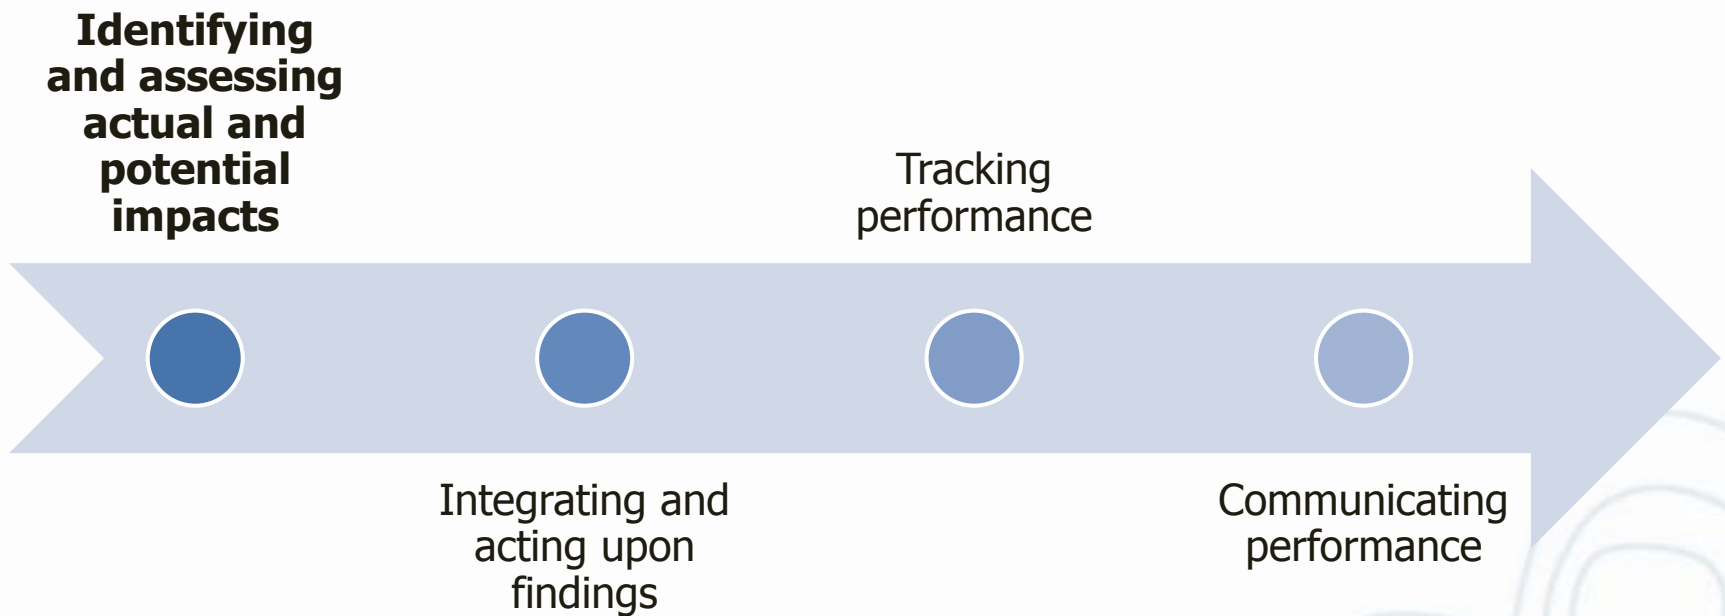 Identifying
and assessing
actual and
potential
impacts
Integrating and
acting upon
findings
Tracking
performance
Communicating
performance